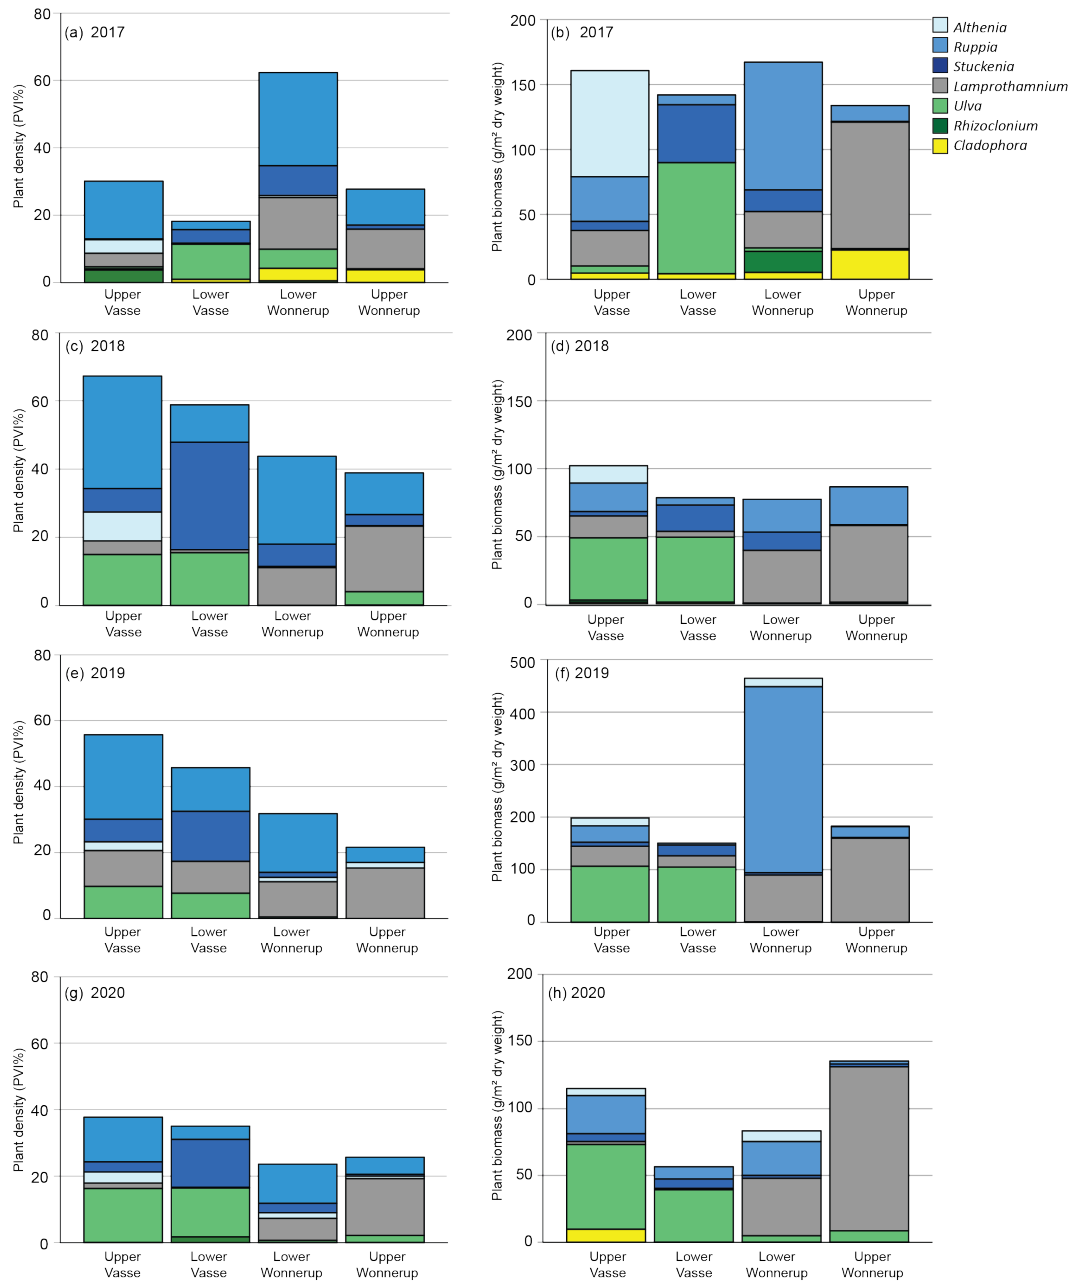 (a) 2017
Plant density (PVI%)
80
60
40
20
0
Upper Vasse
Lower Vasse
Lower Wonnerup
Upper Wonnerup
(b) 2017
Plant biomass (g/m² dry weight)
200
150
100
50
0
Upper Vasse
Lower Vasse
Lower Wonnerup
Upper Wonnerup
Althenia
Ruppia
Stuckenia
Lamprothamnium
Ulva
Rhizoclonium
Cladophora
(c) 2018
Plant density (PVI%)
80
60
40
20
0
Upper Vasse
Lower Vasse
Lower Wonnerup
Upper Wonnerup
(d) 2018
Plant biomass (g/m² dry weight)
200
150
100
50
0
Upper Vasse
Lower Vasse
Lower Wonnerup
Upper Wonnerup
(e) 2019
Plant density (PVI%)
80
60
40
20
0
Upper Vasse
Lower Vasse
Lower Wonnerup
Upper Wonnerup
(f) 2019
Plant biomass (g/m² dry weight)
500
400
300
200
100
0
Upper Vasse
Lower Vasse
Lower Wonnerup
Upper Wonnerup
(g) 2020
Plant density (PVI%)
80
60
40
20
0
Upper Vasse
Lower Vasse
Lower Wonnerup
Upper Wonnerup
(h) 2020
Plant biomass (g/m² dry weight)
200
150
100
50
0
Upper Vasse
Lower Vasse
Lower Wonnerup
Upper Wonnerup